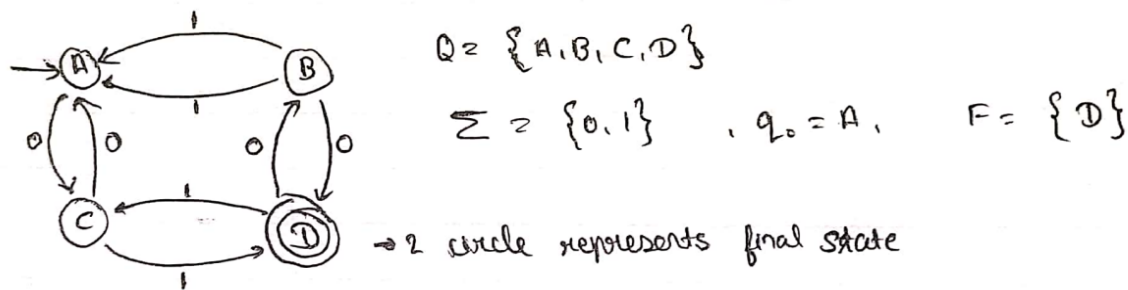 1
A
B
1
Q = {A, B, C, D}
Σ = {0, 1} , q₀ = A, F = {D}
0
0
0
0
1
C
D
→ 2 circle represents final state
1